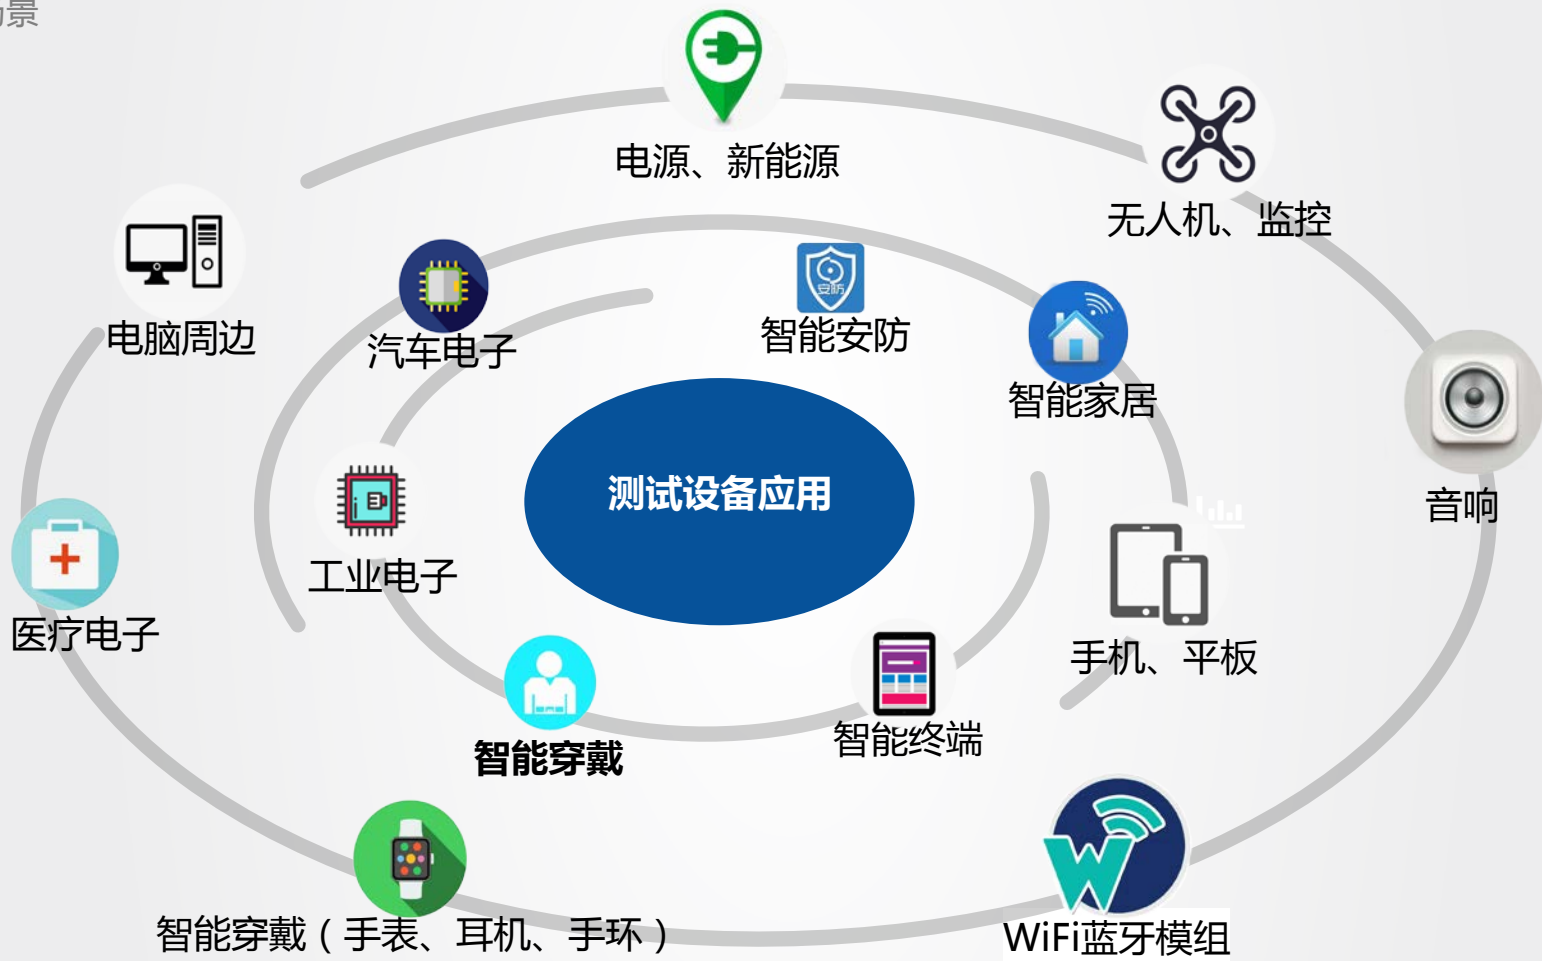 景
电源、新能源
无人机、监控
电脑周边
汽车电子
安防
智能安防
智能家居
测试设备应用
音响
工业电子
医疗电子
手机、平板
智能穿戴
智能终端
智能穿戴（手表、耳机、手环）
W
WiFi蓝牙模组